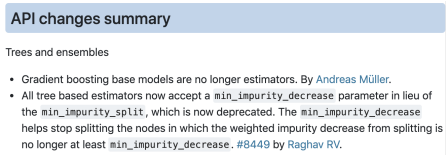 API changes summary
Trees and ensembles
• Gradient boosting base models are no longer estimators. By Andreas Müller.
• All tree based estimators now accept a min_impurity_decrease parameter in lieu of
the min_impurity_split, which is now deprecated. The min_impurity_decrease
helps stop splitting the nodes in which the weighted impurity decrease from splitting is
no longer at least min_impurity_decrease. #8449 by Raghav RV.